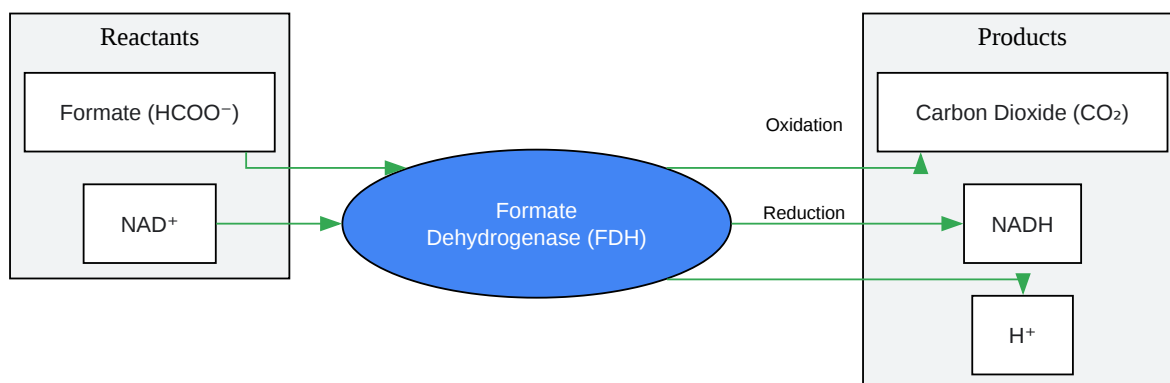 Reactants
Formate (HCOO⁻)
NAD⁺
Formate
Dehydrogenase (FDH)
Oxidation
Reduction
Products
Carbon Dioxide (CO₂)
NADH
H⁺